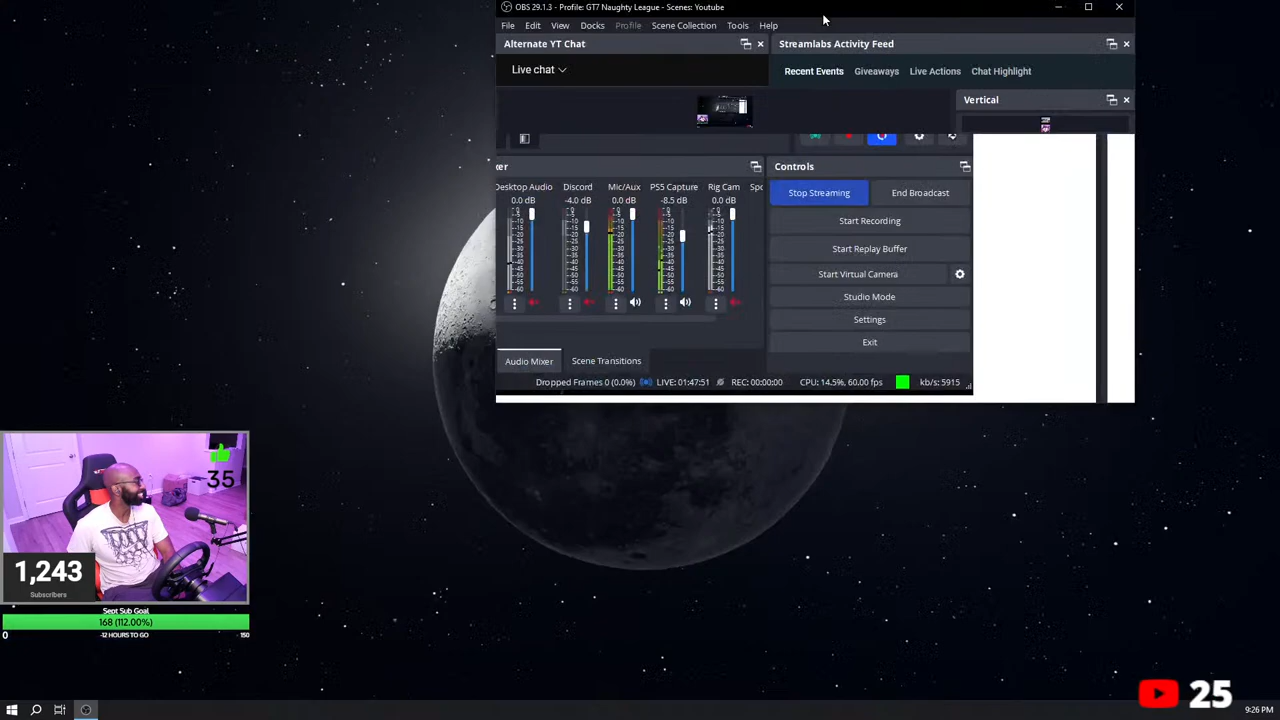 OBS 29.1.3 - Profile: GT7 Naughty League - Scenes: Youtube
File Edit View Docks Profile Scene Collection Tools Help
Alternate YT Chat
Streamlabs Activity Feed
Live chat
Recent Events Giveaways Live Actions Chat Highlight
Vertical
xer
Controls
Desktop Audio Discord Mic/Aux PS5 Capture Rig Cam Spo
0.0 dB -4.0 dB 0.0 dB -8.5 dB 0.0 dB
Stop Streaming End Broadcast
Start Recording
Start Replay Buffer
Start Virtual Camera
Studio Mode
Settings
Exit
Audio Mixer Scene Transitions
Dropped Frames 0 (0.0%) LIVE: 01:47:51 REC: 00:00:00 CPU: 14.5%, 60.00 fps kb/s: 5915
35
1,243
Subscribers
Sept Sub Goal
168 (112.00%)
0 -12 HOURS TO GO 150
25
9:26 PM